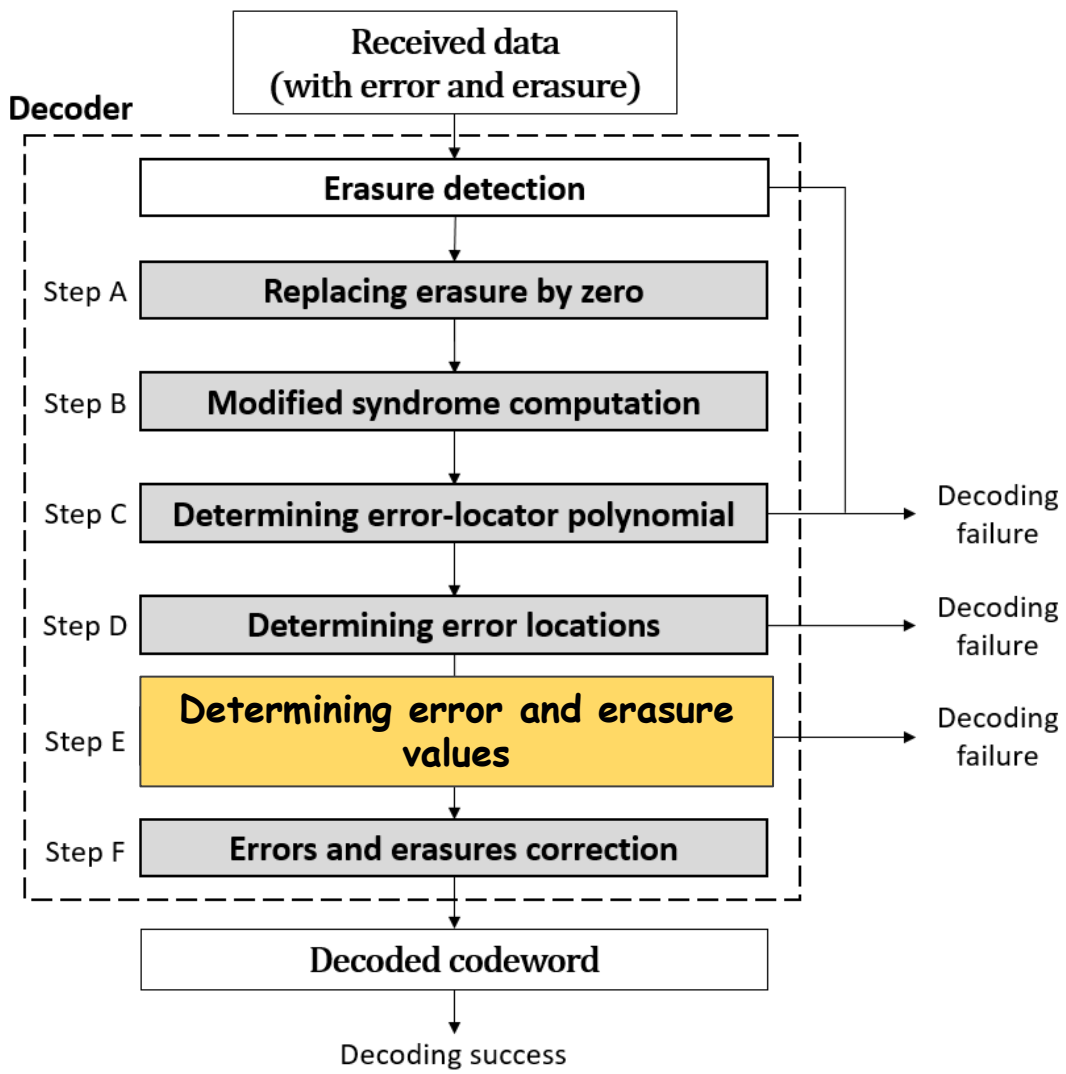 Received data
(with error and erasure)
Decoder
Erasure detection
Step A
Replacing erasure by zero
Step B
Modified syndrome computation
Step C
Determining error-locator polynomial
Decoding
failure
Step D
Determining error locations
Decoding
failure
Step E
Determining error and erasure
values
Decoding
failure
Step F
Errors and erasures correction
Decoded codeword
Decoding success